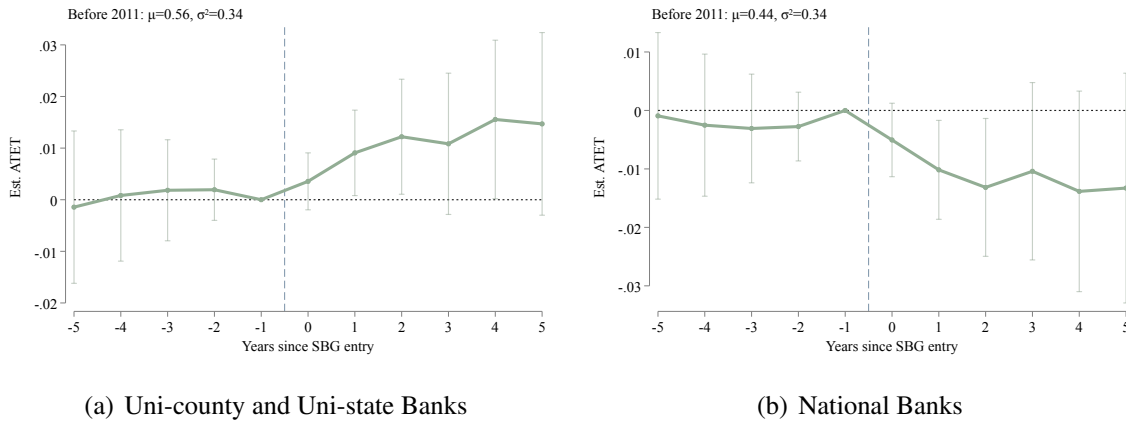 Before 2011: μ=0.56, σ²=0.34
.03
.02
.01
0
-.01
-.02
Est. ATET
-5 -4 -3 -2 -1 0 1 2 3 4 5
Years since SBG entry
(a) Uni-county and Uni-state Banks
Before 2011: μ=0.44, σ²=0.34
.01
0
-.01
-.02
-.03
Est. ATET
-5 -4 -3 -2 -1 0 1 2 3 4 5
Years since SBG entry
(b) National Banks